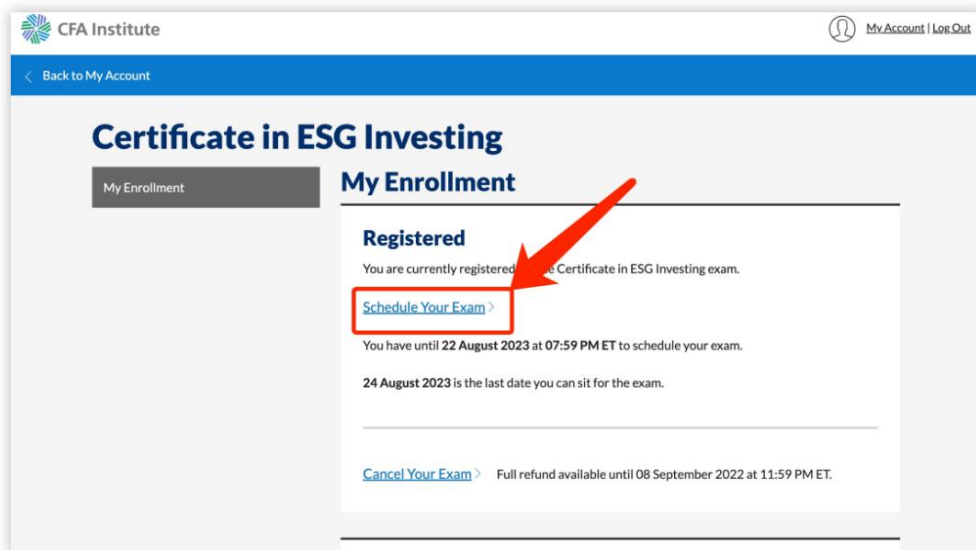 CFA Institute
My Account | Log Out
Back to My Account
Certificate in ESG Investing
My Enrollment
My Enrollment
Registered
You are currently registered Certificate in ESG Investing exam.
Schedule Your Exam
You have until 22 August 2023 at 07:59 PM ET to schedule your exam.
24 August 2023 is the last date you can sit for the exam.
Cancel Your Exam
Full refund available until 08 September 2022 at 11:59 PM ET.